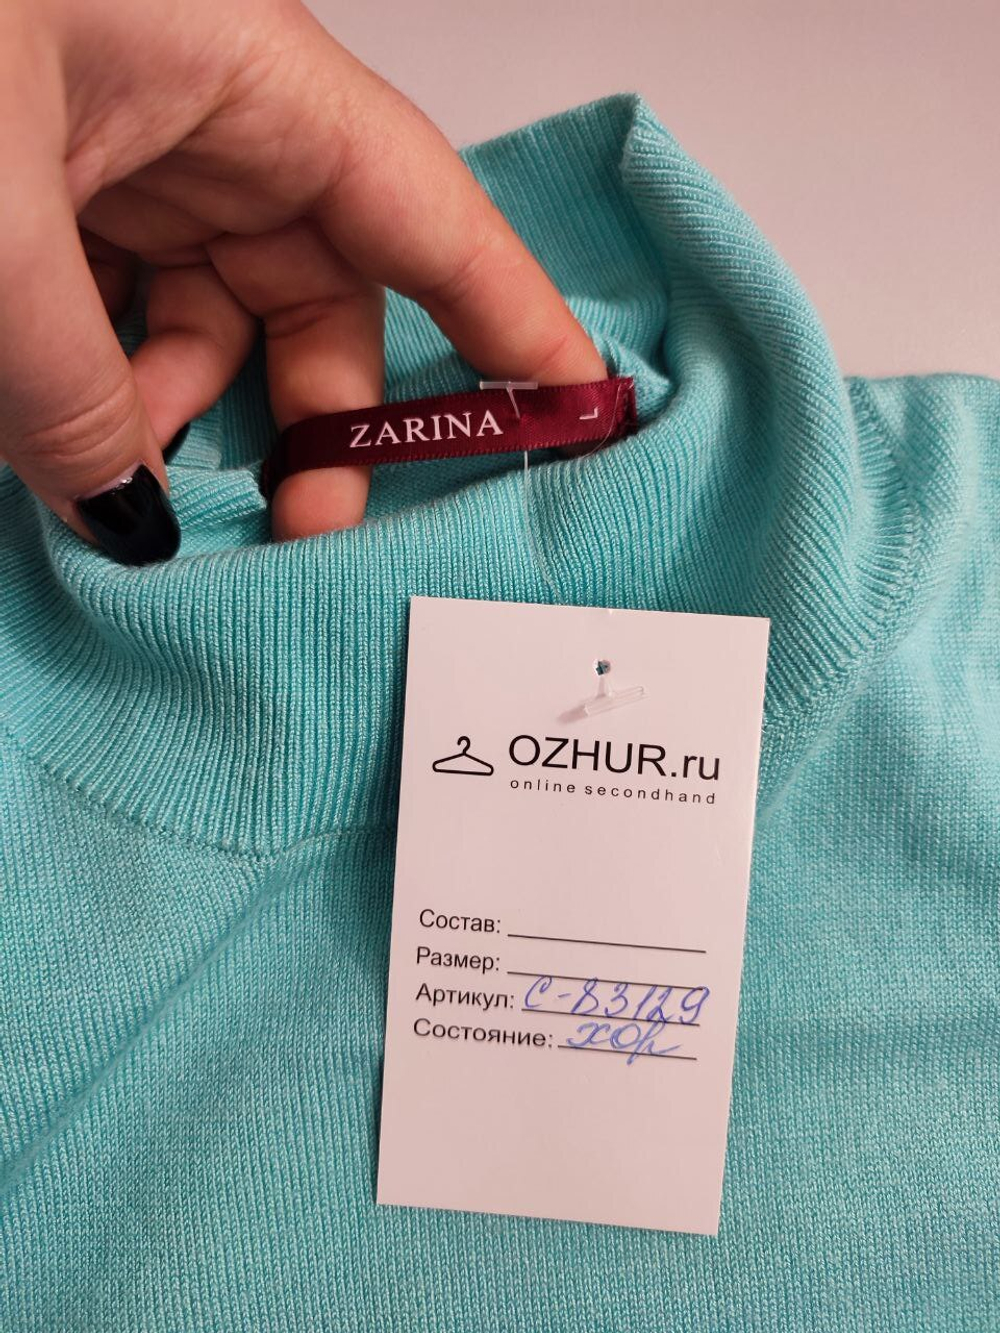 ZARINA
L
OZHUR.ru
online secondhand
Состав:
Размер:
Артикул: С-83129
Состояние: хор